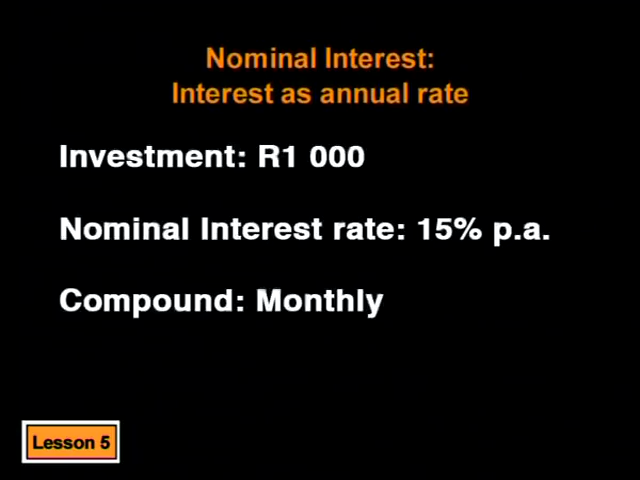 Nominal Interest:
Interest as annual rate
Investment: R1 000
Nominal Interest rate: 15% p.a.
Compound: Monthly
Lesson 5